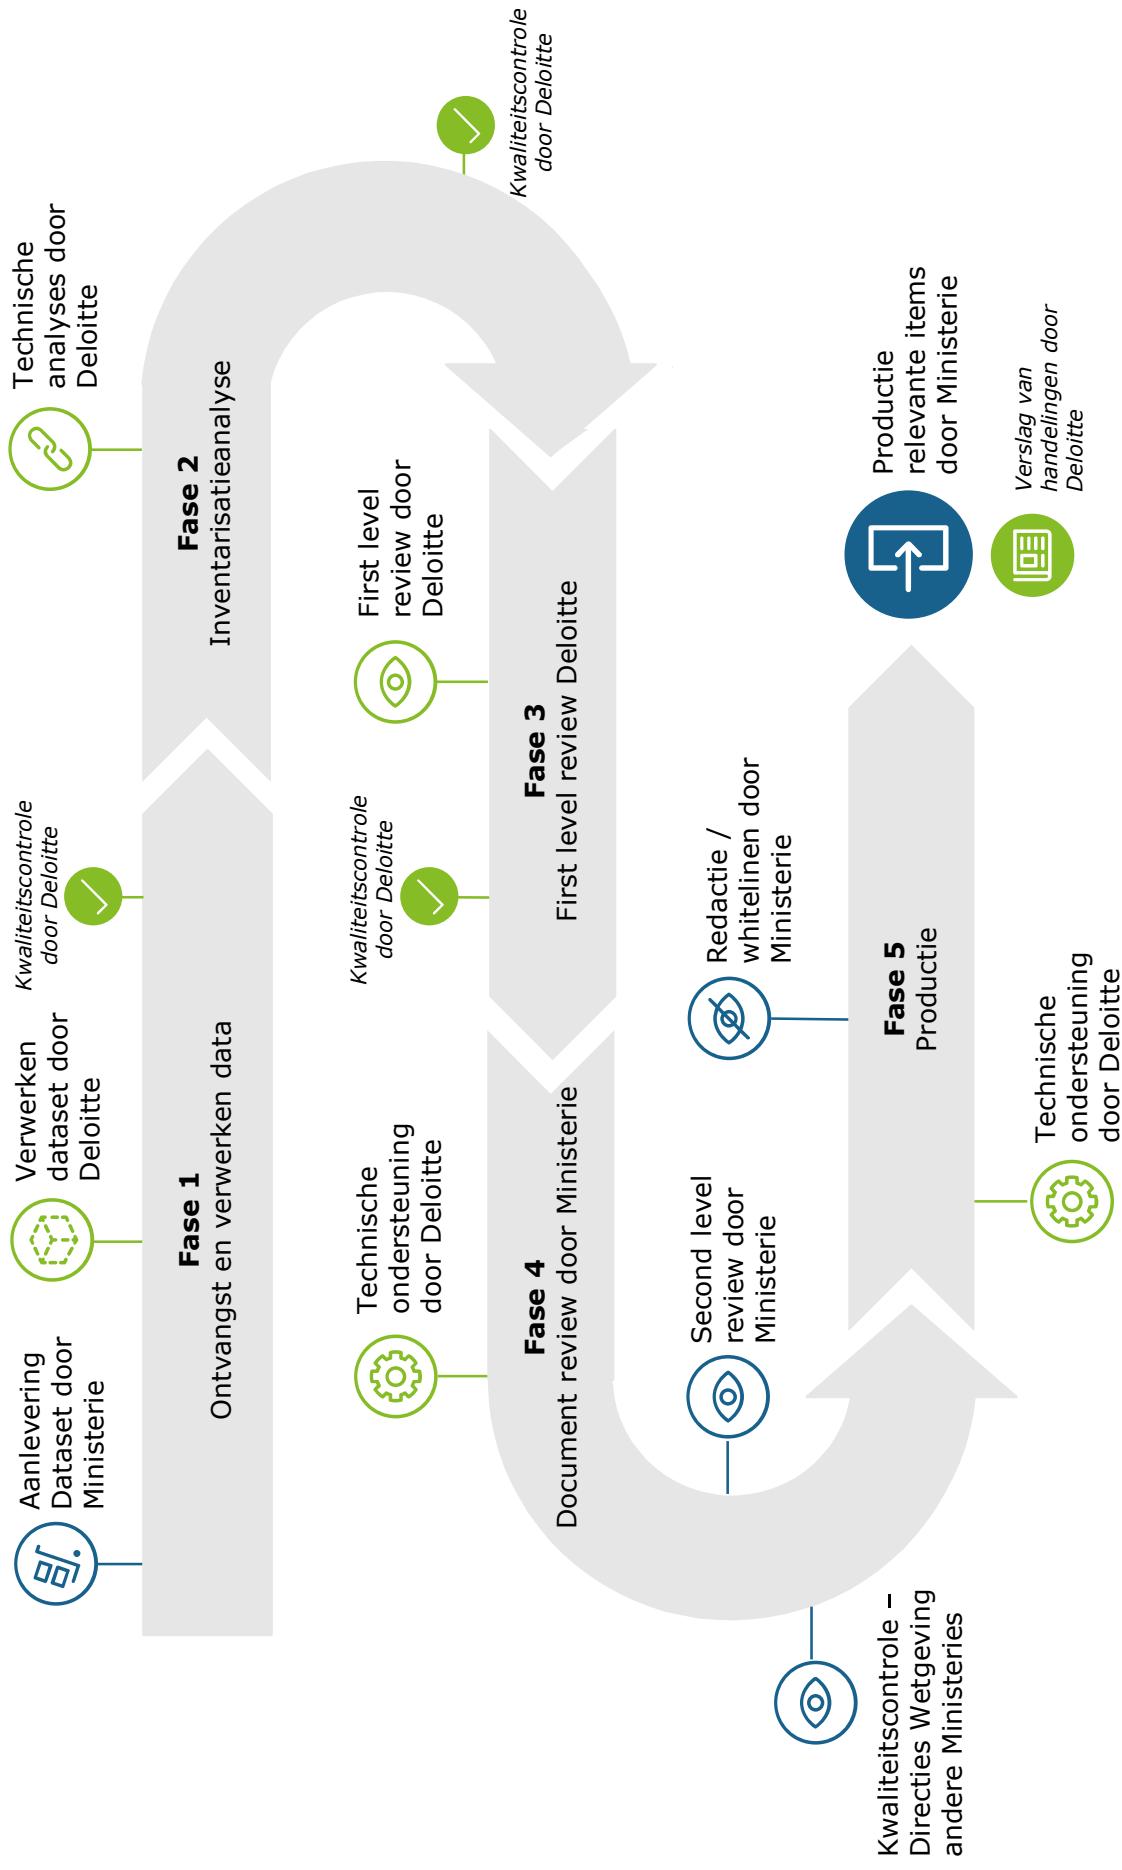 Aanlevering
Dataset door
Ministerie
Verwerken
dataset door
Deloitte
Kwaliteitscontrole
door Deloitte
Technische
analyses door
Deloitte
Fase 1
Ontvangst en verwerken data
Fase 2
Inventarisatieanalyse
Kwaliteitscontrole
door Deloitte
First level
review door
Deloitte
Kwaliteitscontrole
door Deloitte
Technische
ondersteuning
door Deloitte
Fase 3
First level review Deloitte
Fase 4
Document review door Ministerie
Second level
review door
Ministerie
Kwaliteitscontrole –
Directies Wetgeving
andere Ministeries
Redactie /
whitelinen door
Ministerie
Fase 5
Productie
Technische
ondersteuning
door Deloitte
Productie
relevante items
door Ministerie
Verslag van
handelingen door
Deloitte